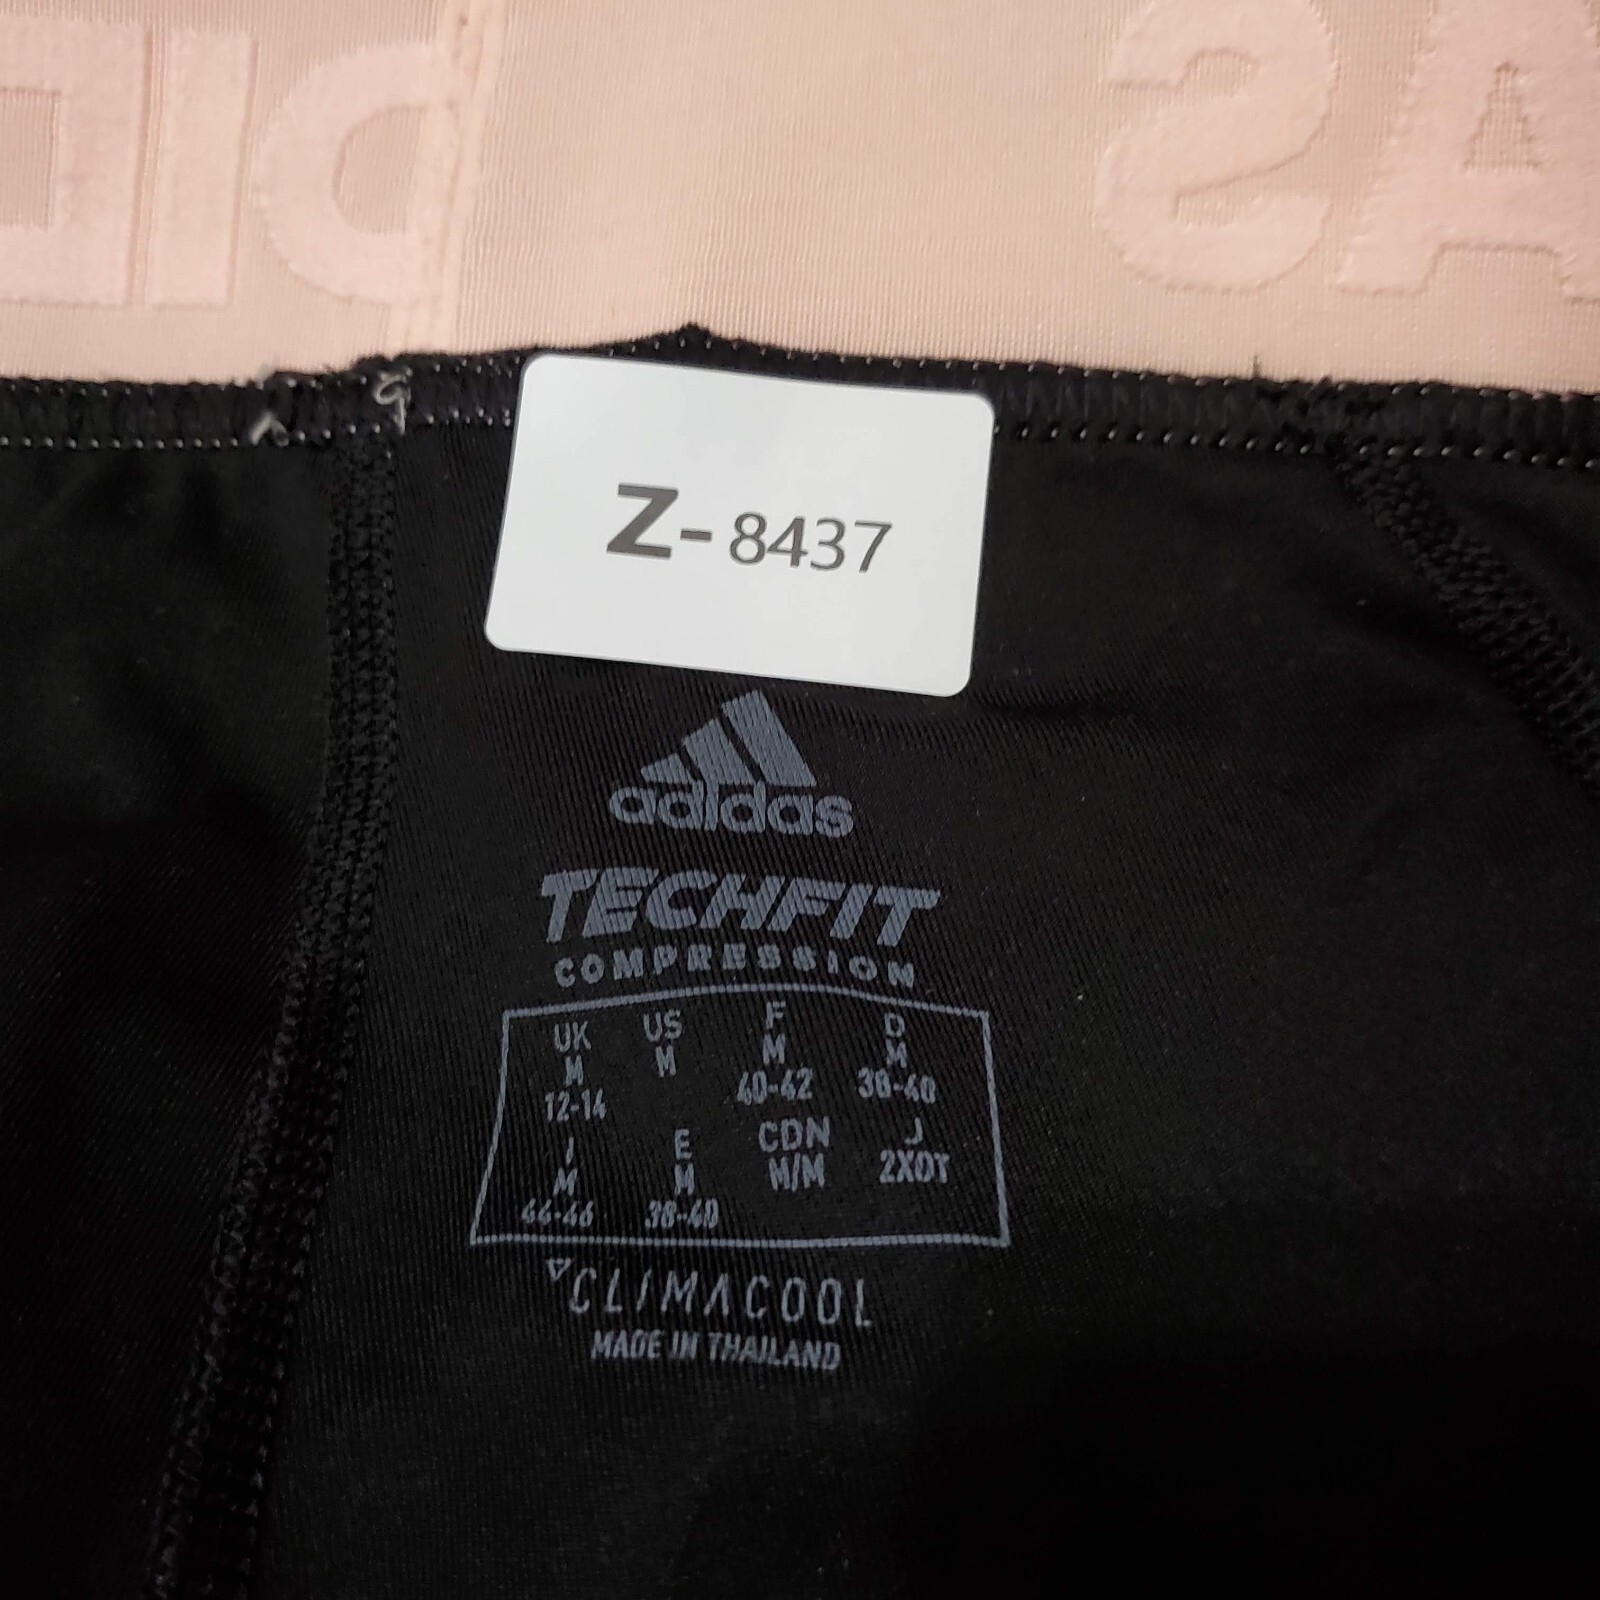 Z-8437
adidas
TECHFIT
COMPRESSION
UK US F D
M M M M
12-14 40-42 38-40
I E CDN J
M M M/M 2XOT
44-46 38-40
CLIMACOOL
MADE IN THAILAND